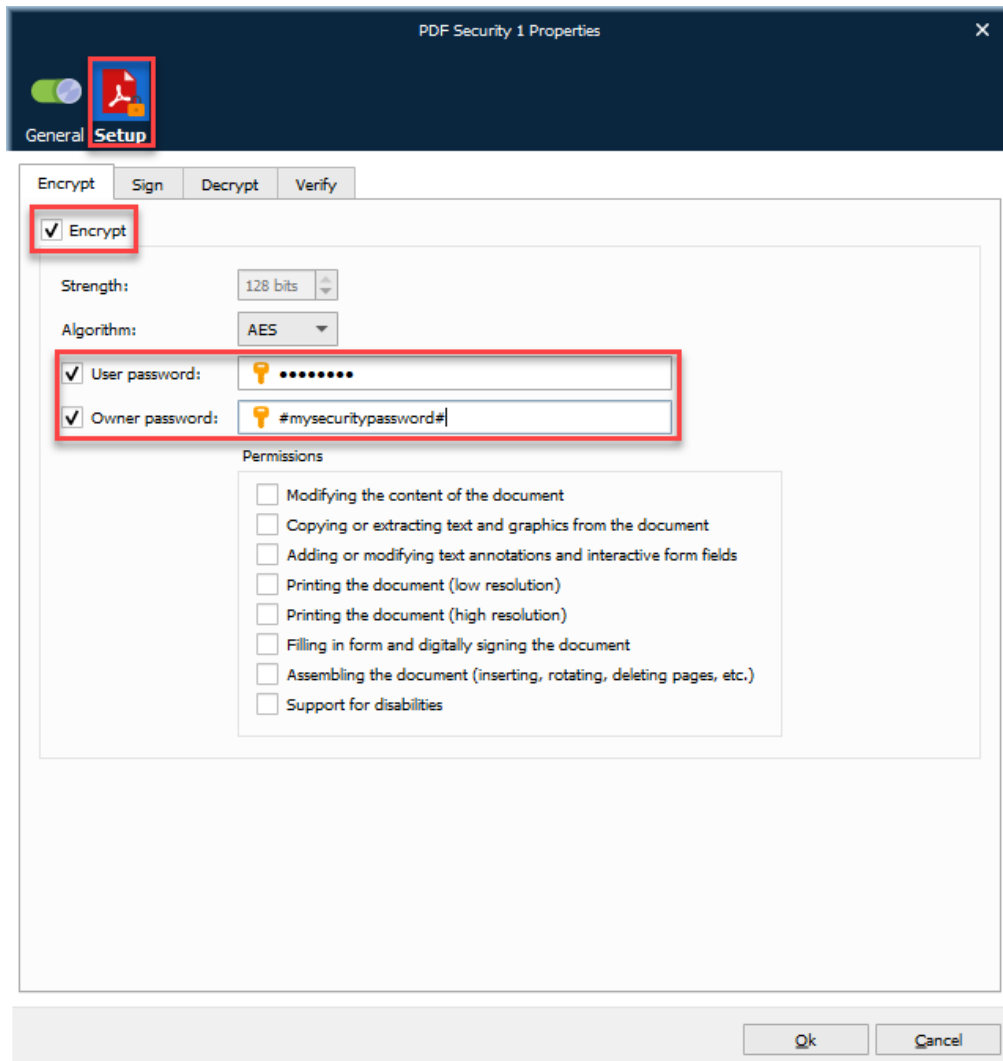 PDF Security 1 Properties
General Setup
Encrypt Sign Decrypt Verify
Encrypt
Strength: 128 bits
Algorithm: AES
User password: ••••••••
Owner password: #mysecuritypassword#
Permissions
Modifying the content of the document
Copying or extracting text and graphics from the document
Adding or modifying text annotations and interactive form fields
Printing the document (low resolution)
Printing the document (high resolution)
Filling in form and digitally signing the document
Assembling the document (inserting, rotating, deleting pages, etc.)
Support for disabilities
Ok Cancel